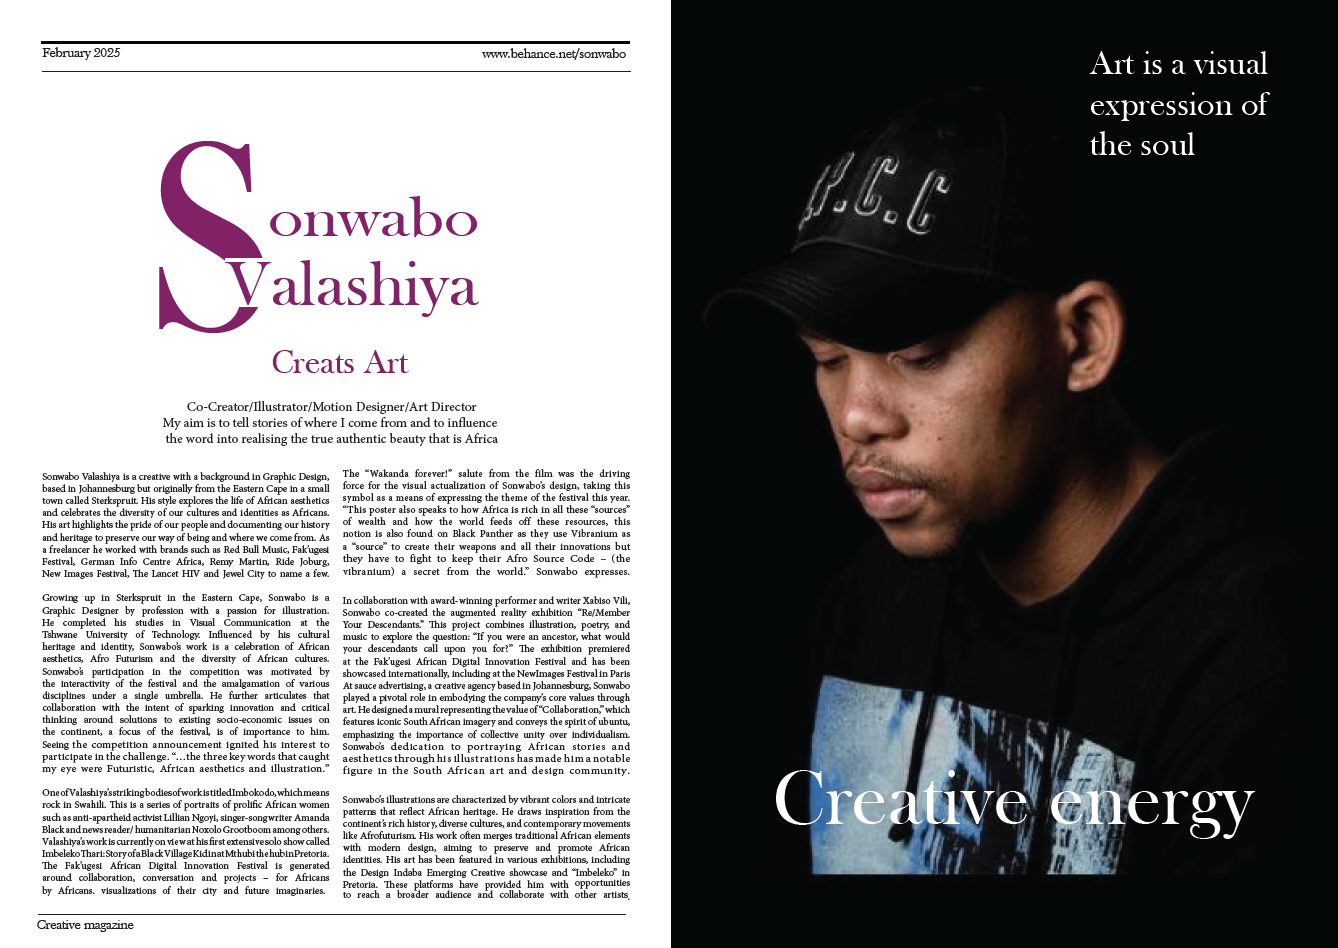 February 2025
www.behance.net/sonwabo
Sonwabo
Valashiya
Creats Art
Co-Creator/Illustrator/Motion Designer/Art Director
My aim is to tell stories of where I come from and to influence
the word into realising the true authentic beauty that is Africa
Sonwabo Valashiya is a creative with a background in Graphic Design,
based in Johannesburg but originally from the Eastern Cape in a small
town called Sterkspruit. His style explores the life of African aesthetics
and celebrates the diversity of our cultures and identities as Africans.
His art highlights the pride of our people and documenting our history
and heritage to preserve our way of being and where we come from. As
a freelancer he worked with brands such as Red Bull Music, Fak'ugesi
Festival, German Info Centre Africa, Remy Martin, Ride Joburg,
New Images Festival, The Lancet HIV and Jewel City to name a few.
Growing up in Sterkspruit in the Eastern Cape, Sonwabo is a
Graphic Designer by profession with a passion for illustration.
He completed his studies in Visual Communication at the
Tshwane University of Technology. Influenced by his cultural
heritage and identity, Sonwabo's work is a celebration of African
aesthetics, Afro Futurism and the diversity of African cultures.
Sonwabo's participation in the competition was motivated by
the interactivity of the festival and the amalgamation of various
disciplines under a single umbrella. He further articulates that
collaboration with the intent of sparking innovation and critical
thinking around solutions to existing socio-economic issues on
the continent, a focus of the festival, is of importance to him.
Seeing the competition announcement ignited his interest to
participate in the challenge. “…the three key words that caught
my eye were Futuristic, African aesthetics and illustration.”
One of Valashiya's striking bodies of work is titled Imbokodo, which means
rock in Swahili. This is a series of portraits of prolific African women
such as anti-apartheid activist Lillian Ngoyi, singer-songwriter Amanda
Black and news reader/ humanitarian Noxolo Grootboom among others.
Valashiya's work is currently on view at his first extensive solo show called
Imbeleko Thari: Story of a Black Village Kid in at Mthubi the hub in Pretoria.
The Fak'ugesi African Digital Innovation Festival is generated
around collaboration, conversation and projects – for Africans
by Africans. visualizations of their city and future imaginaries.
The “Wakanda forever!” salute from the film was the driving
force for the visual actualization of Sonwabo's design, taking this
symbol as a means of expressing the theme of the festival this year.
“This poster also speaks to how Africa is rich in all these “sources”
of wealth and how the world feeds off these resources, this
notion is also found on Black Panther as they use Vibranium as
a “source” to create their weapons and all their innovations but
they have to fight to keep their Afro Source Code – (the
vibranium) a secret from the world.” Sonwabo expresses.
In collaboration with award-winning performer and writer Xabiso Vili,
Sonwabo co-created the augmented reality exhibition “Re/Member
Your Descendants.” This project combines illustration, poetry, and
music to explore the question: “If you were an ancestor, what would
your descendants call upon you for?” The exhibition premiered
at the Fak'ugesi African Digital Innovation Festival and has been
showcased internationally, including at the NewImages Festival in Paris
At sauce advertising, a creative agency based in Johannesburg, Sonwabo
played a pivotal role in embodying the company's core values through
art. He designed a mural representing the value of “Collaboration,” which
features iconic South African imagery and conveys the spirit of ubuntu,
emphasizing the importance of collective unity over individualism.
Sonwabo's dedication to portraying African stories and
aesthetics through his illustrations has made him a notable
figure in the South African art and design community.
Sonwabo's illustrations are characterized by vibrant colors and intricate
patterns that reflect African heritage. He draws inspiration from the
continent's rich history, diverse cultures, and contemporary movements
like Afrofuturism. His work often merges traditional African elements
with modern design, aiming to preserve and promote African
identities. His art has been featured in various exhibitions, including
the Design Indaba Emerging Creative showcase and “Imbeleko” in
Pretoria. These platforms have provided him with opportunities
to reach a broader audience and collaborate with other artists.
Creative magazine
Art is a visual
expression of
the soul
.C.C
Creative energy